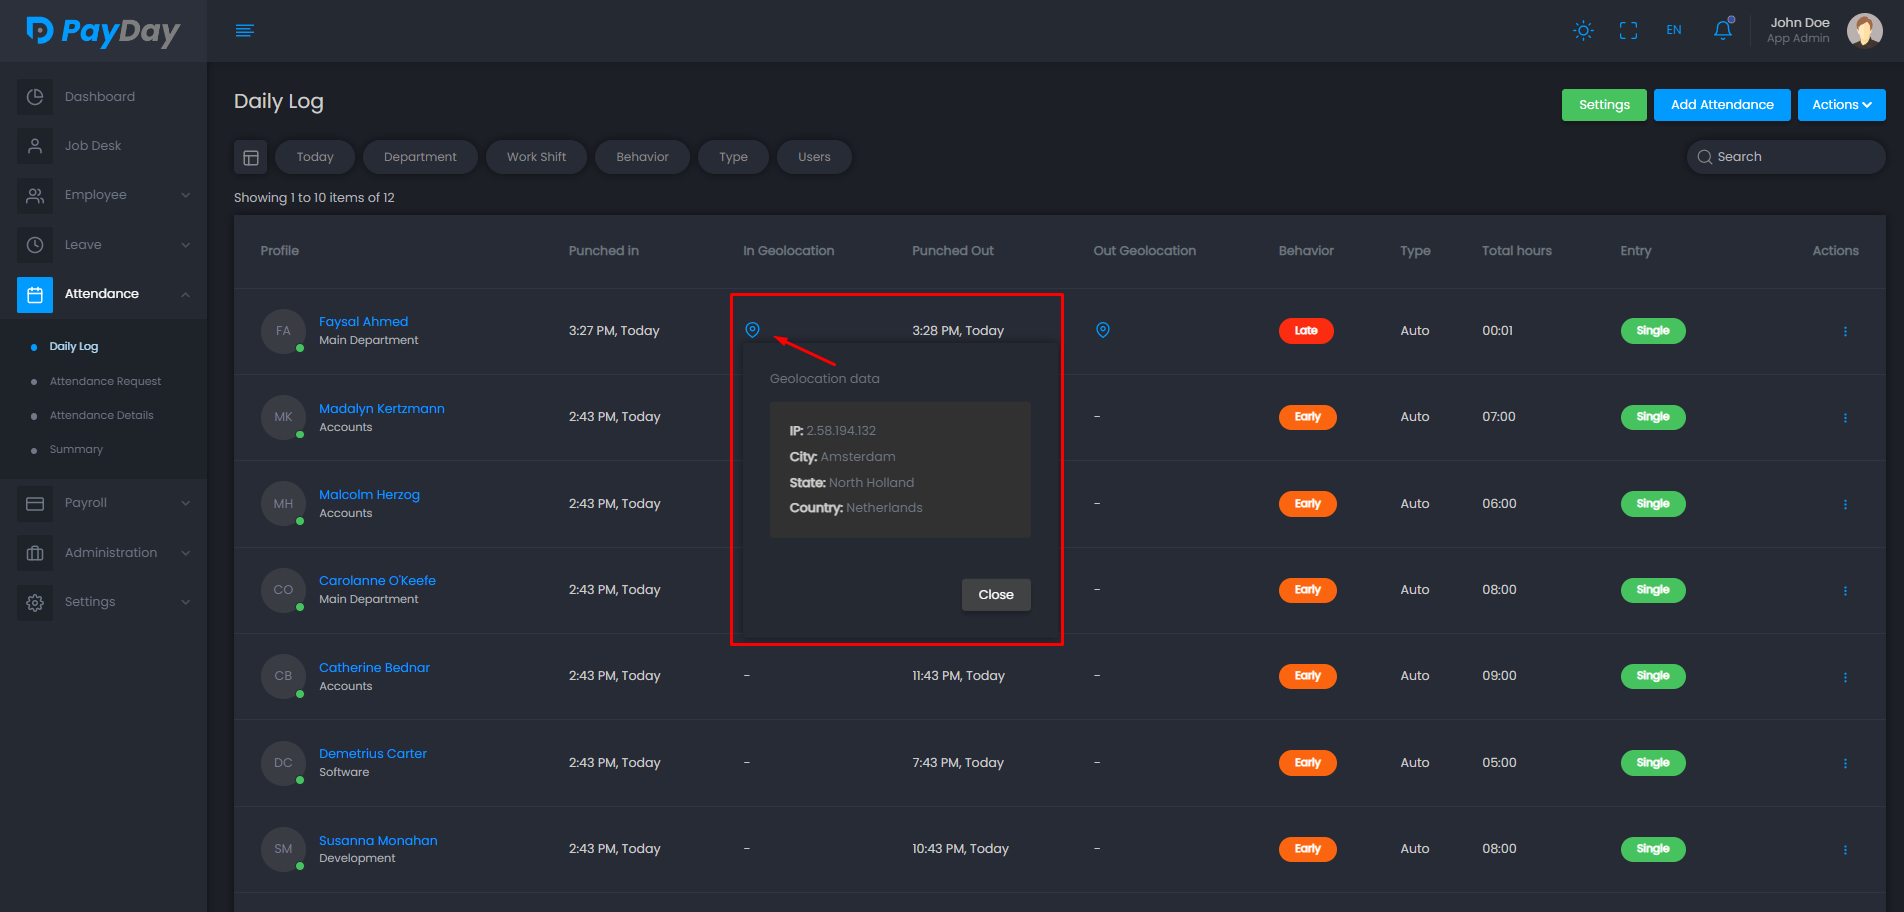 PayDay
EN
John Doe
App Admin
Dashboard
Job Desk
Employee
Leave
Attendance
Daily Log
Attendance Request
Attendance Details
Summary
Payroll
Administration
Settings
Daily Log
Settings
Add Attendance
Actions
Today
Department
Work Shift
Behavior
Type
Users
Search
Showing 1 to 10 items of 12
Profile Punched in In Geolocation Punched Out Out Geolocation Behavior Type Total hours Entry Actions
FA Faysal Ahmed 3:27 PM, Today 3:28 PM, Today Late Auto 00:01 Single
Main Department
MK Madalyn Kertzmann 2:43 PM, Today - Early Auto 07:00 Single
Accounts
MH Malcolm Herzog 2:43 PM, Today - Early Auto 06:00 Single
Accounts
CO Carolanne O'Keefe 2:43 PM, Today - Early Auto 08:00 Single
Main Department
CB Catherine Bednar 2:43 PM, Today - 11:43 PM, Today - Early Auto 09:00 Single
Accounts
DC Demetrius Carter 2:43 PM, Today - 7:43 PM, Today - Early Auto 05:00 Single
Software
SM Susanna Monahan 2:43 PM, Today - 10:43 PM, Today - Early Auto 08:00 Single
Development
Geolocation data
IP: 2.58.194.132
City: Amsterdam
State: North Holland
Country: Netherlands
Close